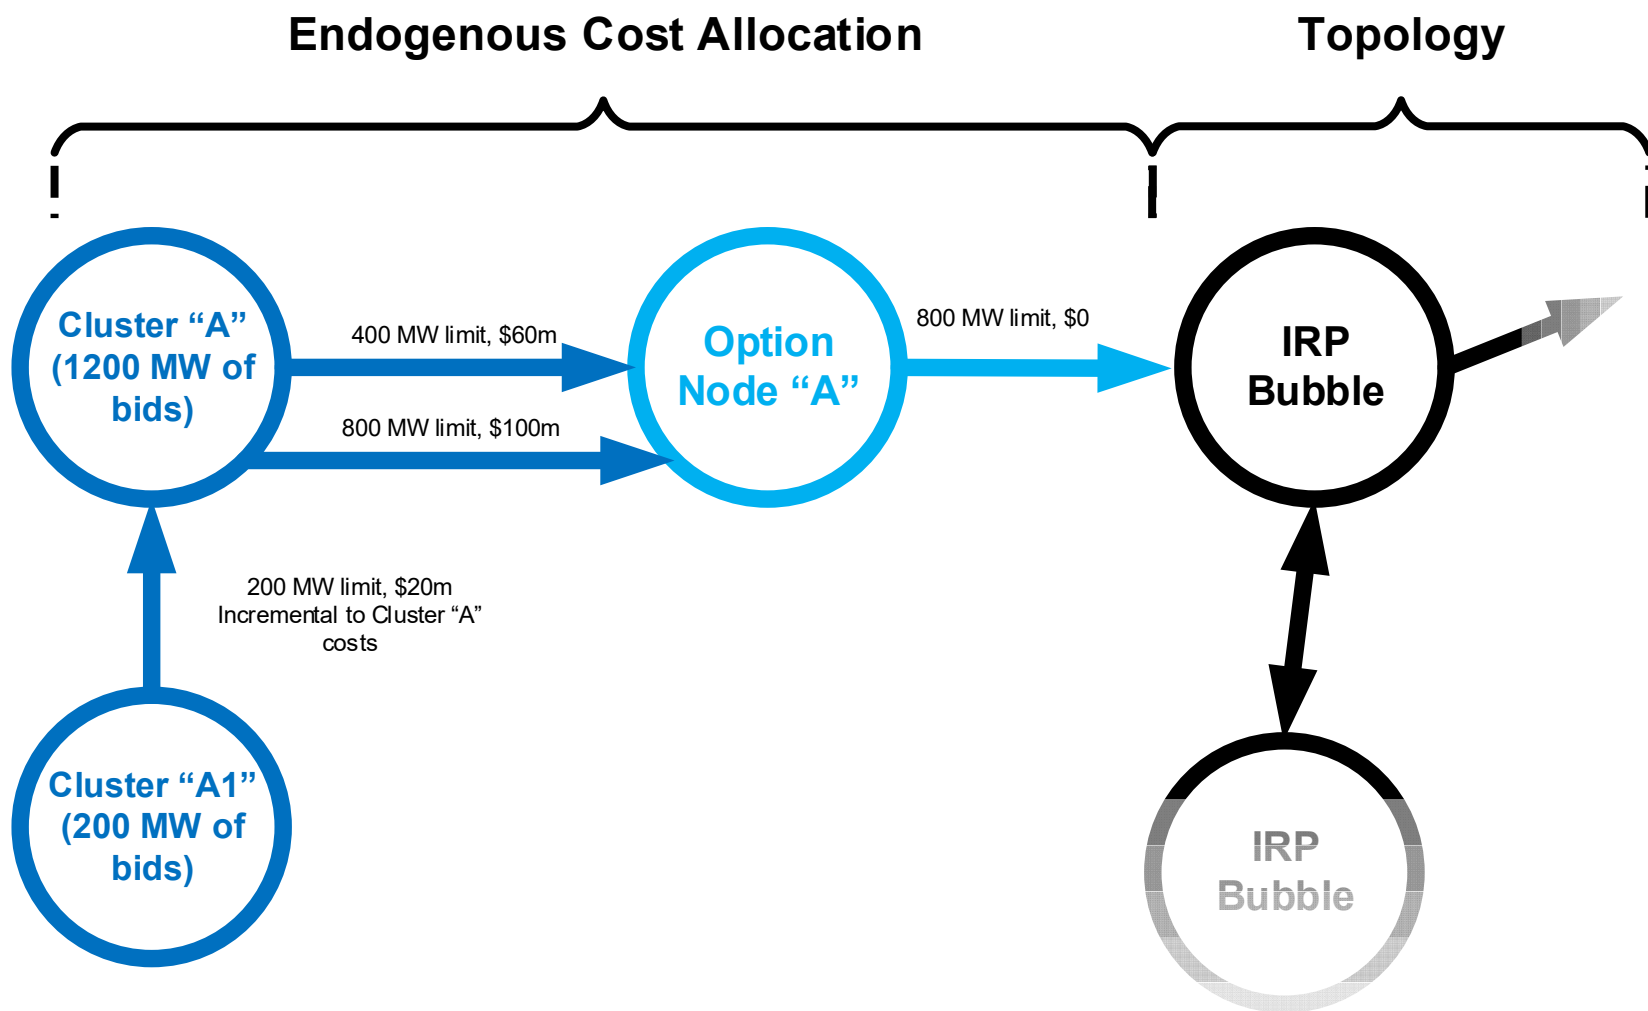 Endogenous Cost Allocation
Topology
Cluster “A”
(1200 MW of
bids)
400 MW limit, $60m
800 MW limit, $100m
Option
Node “A”
800 MW limit, $0
IRP
Bubble
200 MW limit, $20m
Incremental to Cluster “A”
costs
Cluster “A1”
(200 MW of
bids)
IRP
Bubble